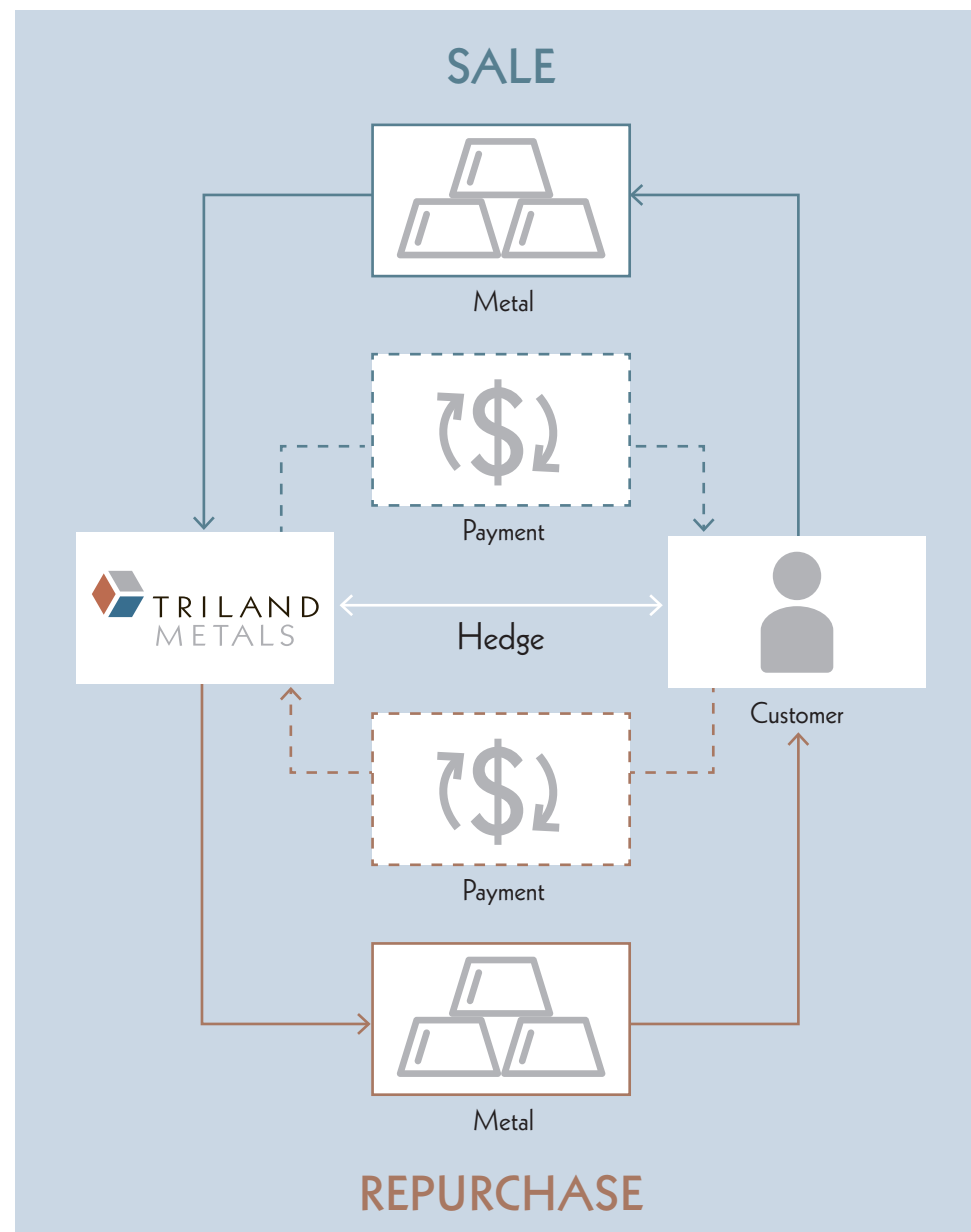 SALE
Metal
Payment
TRILAND
METALS
Hedge
Customer
Payment
Metal
REPURCHASE